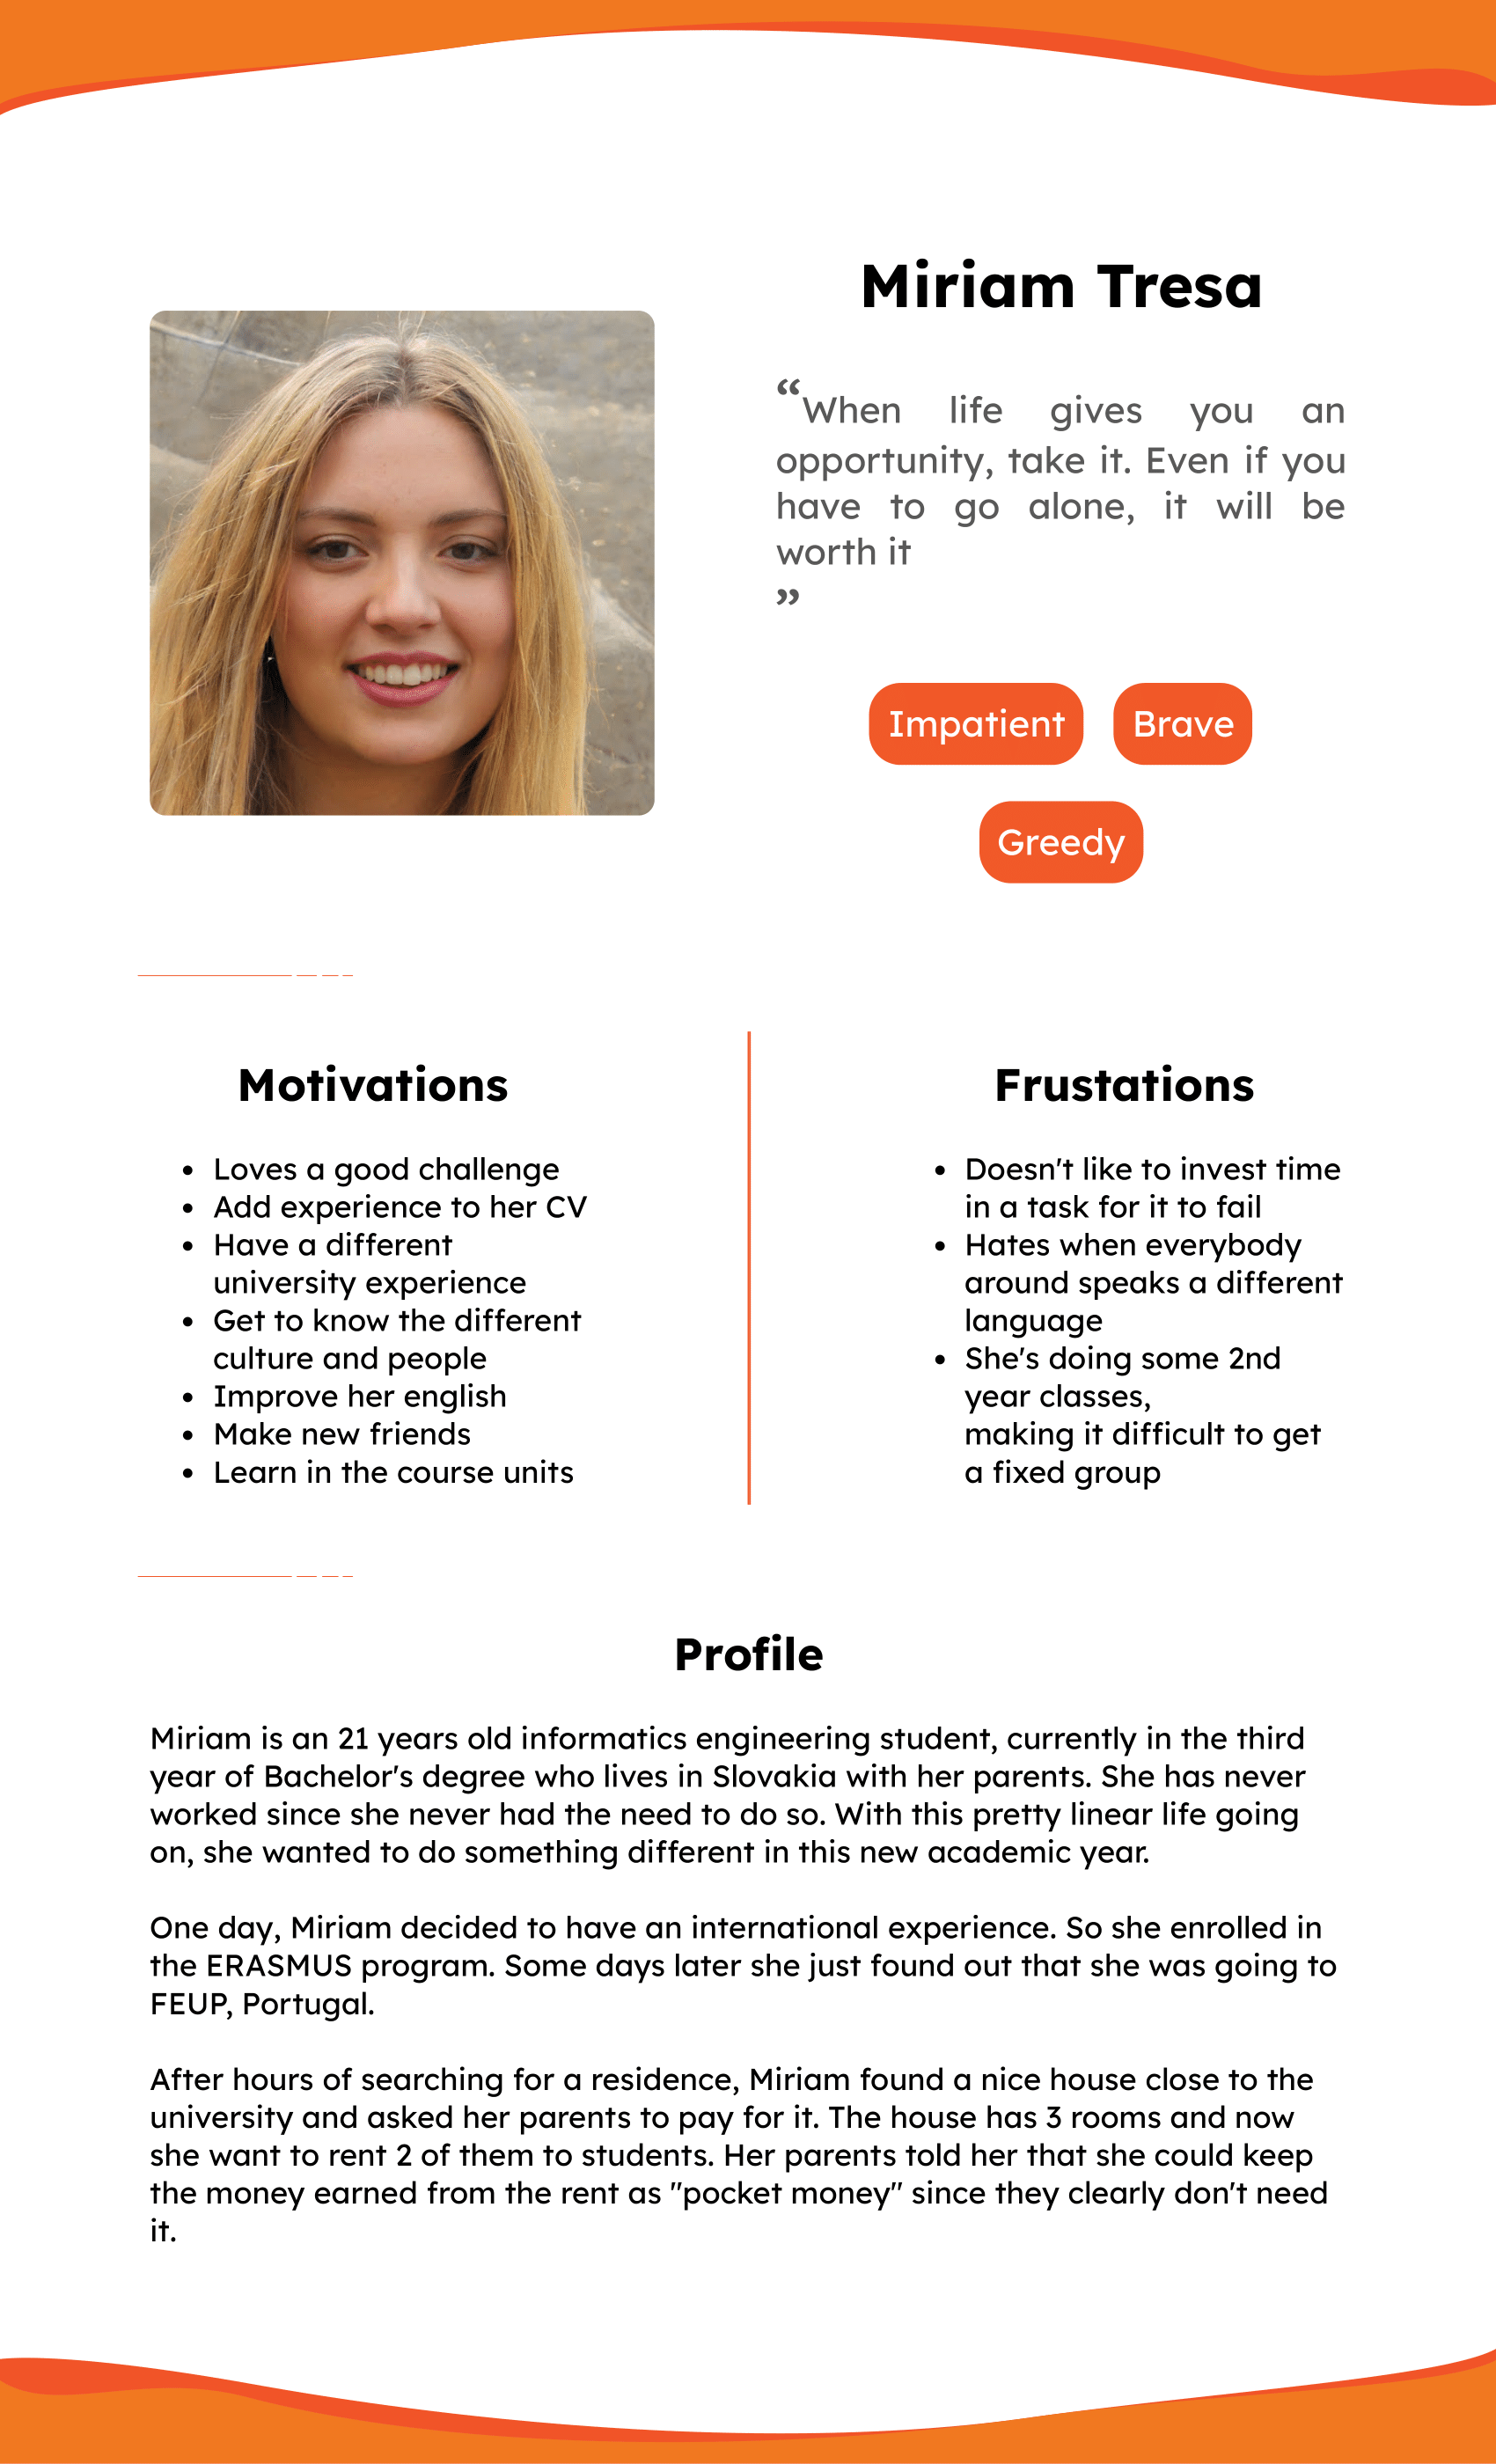 Miriam Tresa
“When life gives you an
opportunity, take it. Even if you
have to go alone, it will be
worth it
”
Impatient
Brave
Greedy
Motivations
• Loves a good challenge
• Add experience to her CV
• Have a different
university experience
• Get to know the different
culture and people
• Improve her english
• Make new friends
• Learn in the course units
Frustations
• Doesn't like to invest time
in a task for it to fail
• Hates when everybody
around speaks a different
language
• She's doing some 2nd
year classes,
making it difficult to get
a fixed group
Profile
Miriam is an 21 years old informatics engineering student, currently in the third
year of Bachelor's degree who lives in Slovakia with her parents. She has never
worked since she never had the need to do so. With this pretty linear life going
on, she wanted to do something different in this new academic year.
One day, Miriam decided to have an international experience. So she enrolled in
the ERASMUS program. Some days later she just found out that she was going to
FEUP, Portugal.
After hours of searching for a residence, Miriam found a nice house close to the
university and asked her parents to pay for it. The house has 3 rooms and now
she want to rent 2 of them to students. Her parents told her that she could keep
the money earned from the rent as "pocket money" since they clearly don't need
it.